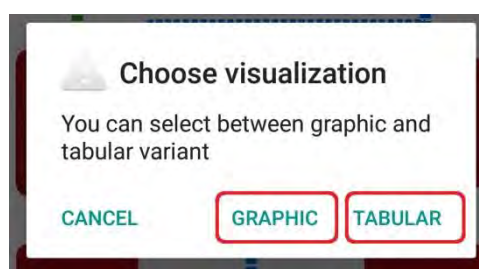 Choose visualization
You can select between graphic and
tabular variant
CANCEL GRAPHIC TABULAR